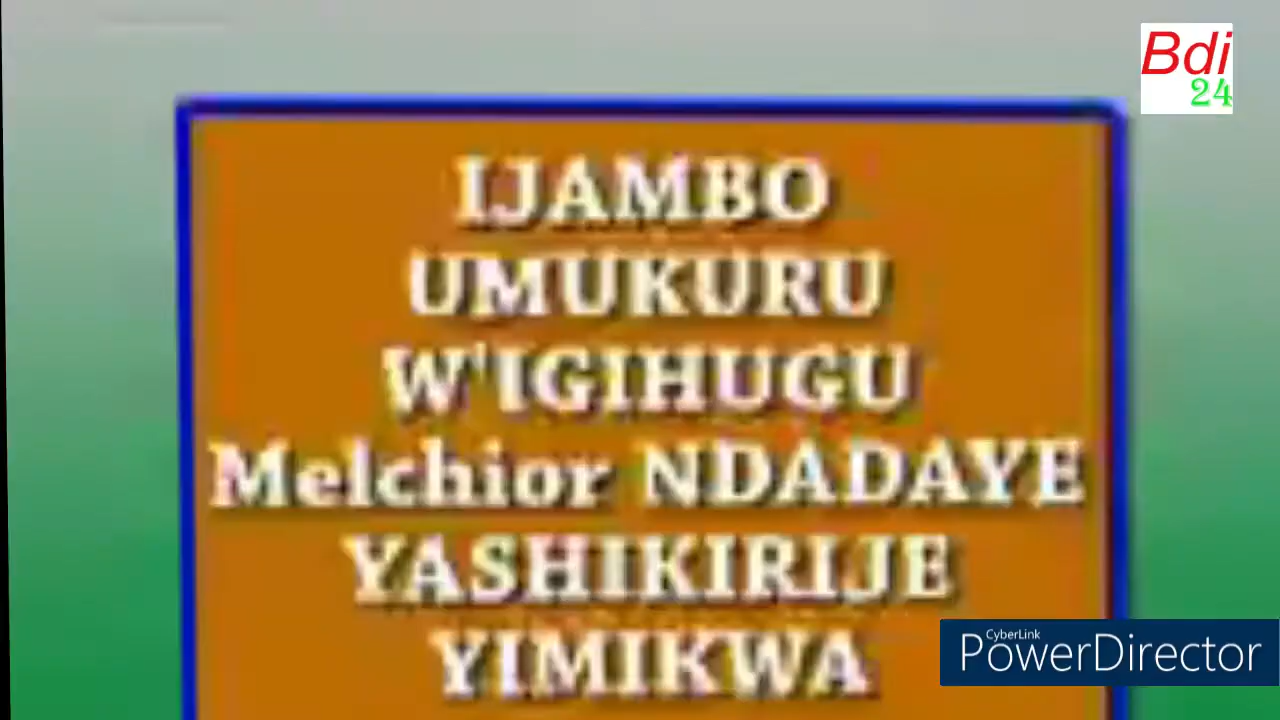 Bdi
24
IJAMBO
UMUKURU
W'IGIHUGU
Melchior NDADAYE
YASHIKIRIJE
YIMIKWA
CyberLink
PowerDirector